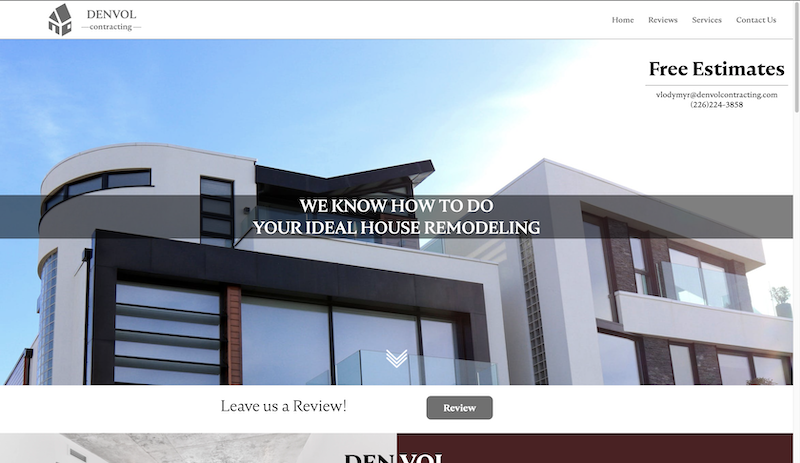 DENVOL
contracting
Home Reviews Services Contact Us
Free Estimates
vlodymyr@denvolcontracting.com
(226)224-3858
WE KNOW HOW TO DO
YOUR IDEAL HOUSE REMODELING
Leave us a Review!
Review
DENVOL